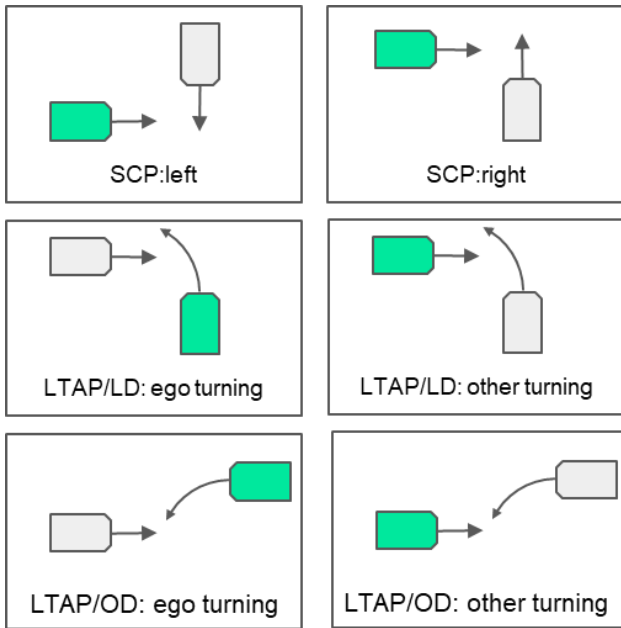 SCP:left
SCP:right
LTAP/LD: ego turning
LTAP/LD: other turning
LTAP/OD: ego turning
LTAP/OD: other turning